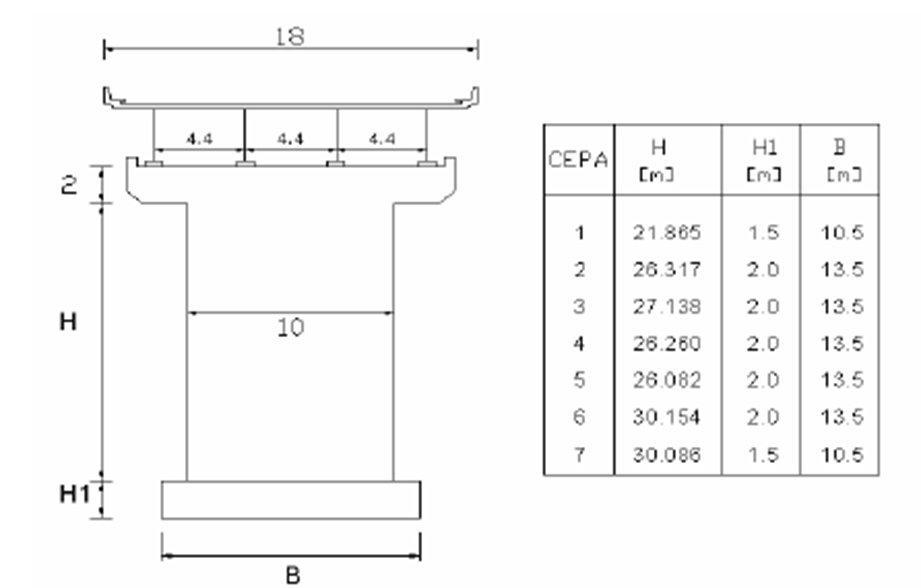 18
4.4 4.4 4.4
2
H
10
H1
B
CEPA H [m] H1 [m] B [m]
1 21.865 1.5 10.5
2 26.317 2.0 13.5
3 27.138 2.0 13.5
4 26.260 2.0 13.5
5 26.082 2.0 13.5
6 30.154 2.0 13.5
7 30.086 1.5 10.5